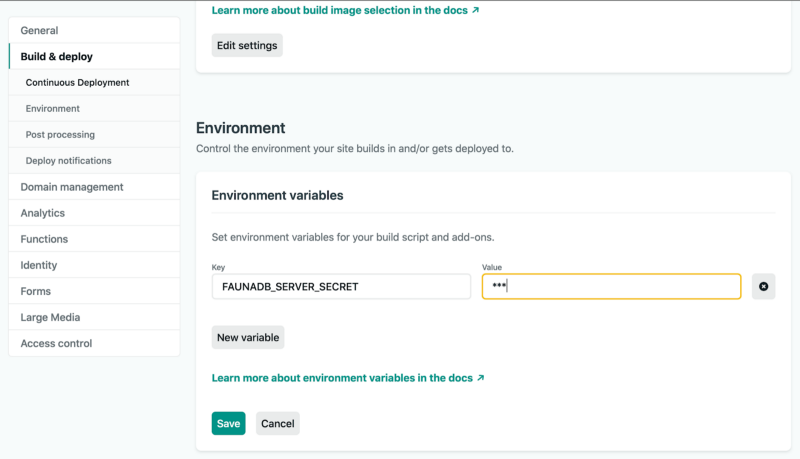 Learn more about build image selection in the docs ↗
General
Edit settings
Build & deploy
Continuous Deployment
Environment
Post processing
Deploy notifications
Domain management
Analytics
Functions
Identity
Forms
Large Media
Access control
Environment
Control the environment your site builds in and/or gets deployed to.
Environment variables
Set environment variables for your build script and add-ons.
Key Value
FAUNADB_SERVER_SECRET ***
New variable
Learn more about environment variables in the docs ↗
Save Cancel